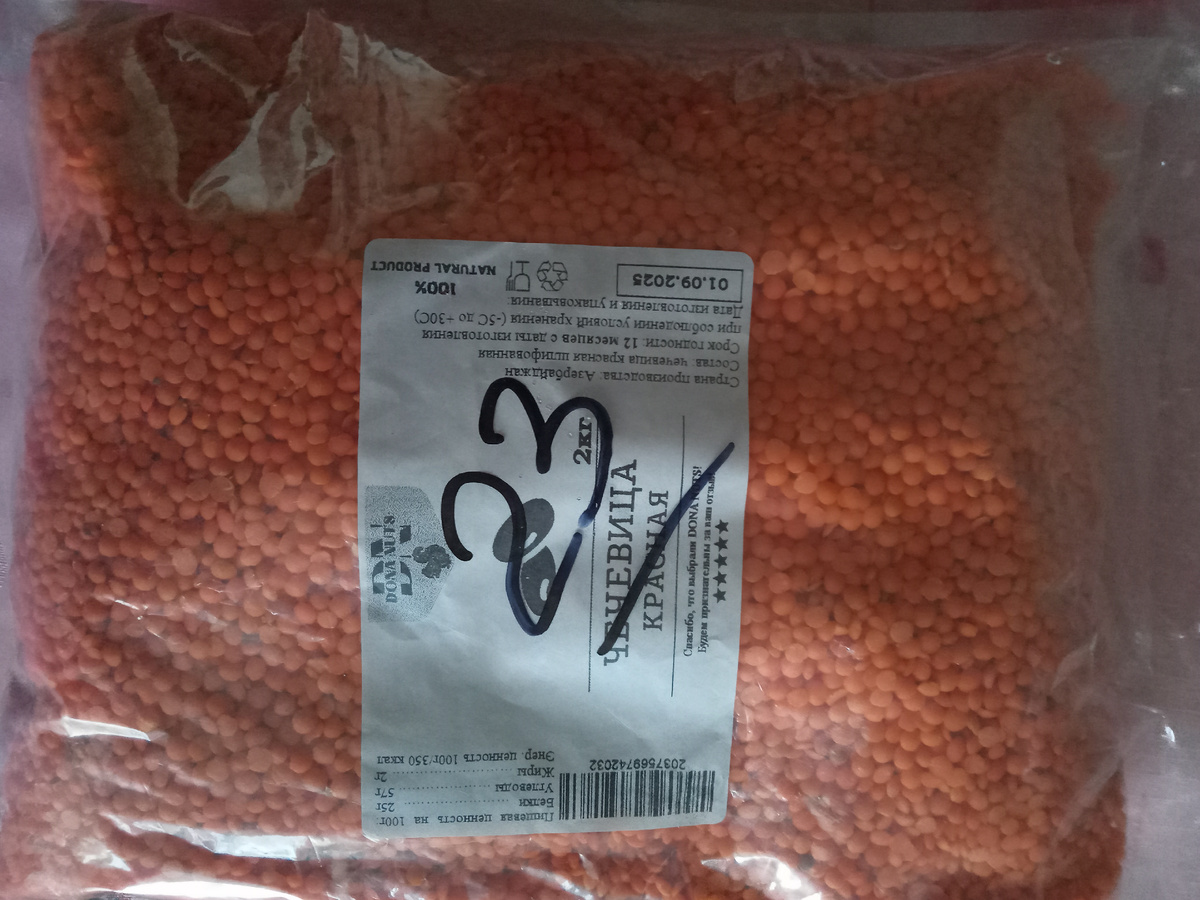 DN
DONA NUTS
23
ЧЕЧЕВИЦА 2кг
КРАСНАЯ
Спасибо, что выбрали DONA NUTS!
Будем признательны за ваш отзыв
★★★★★
Страна производства: Азербайджан
Состав: чечевица красная шлифованная
Срок годности: 12 месяцев с даты изготовления
при соблюдении условий хранения (-5С до +30С)
Дата изготовления и упаковывания:
01.09.2025
100%
NATURAL PRODUCT
Пищевая ценность на 100г:
Белки ........ 25г
Углеводы ........ 57г
Жиры ........ 2г
Энер. ценность 100г/350 ккал
2037569742032